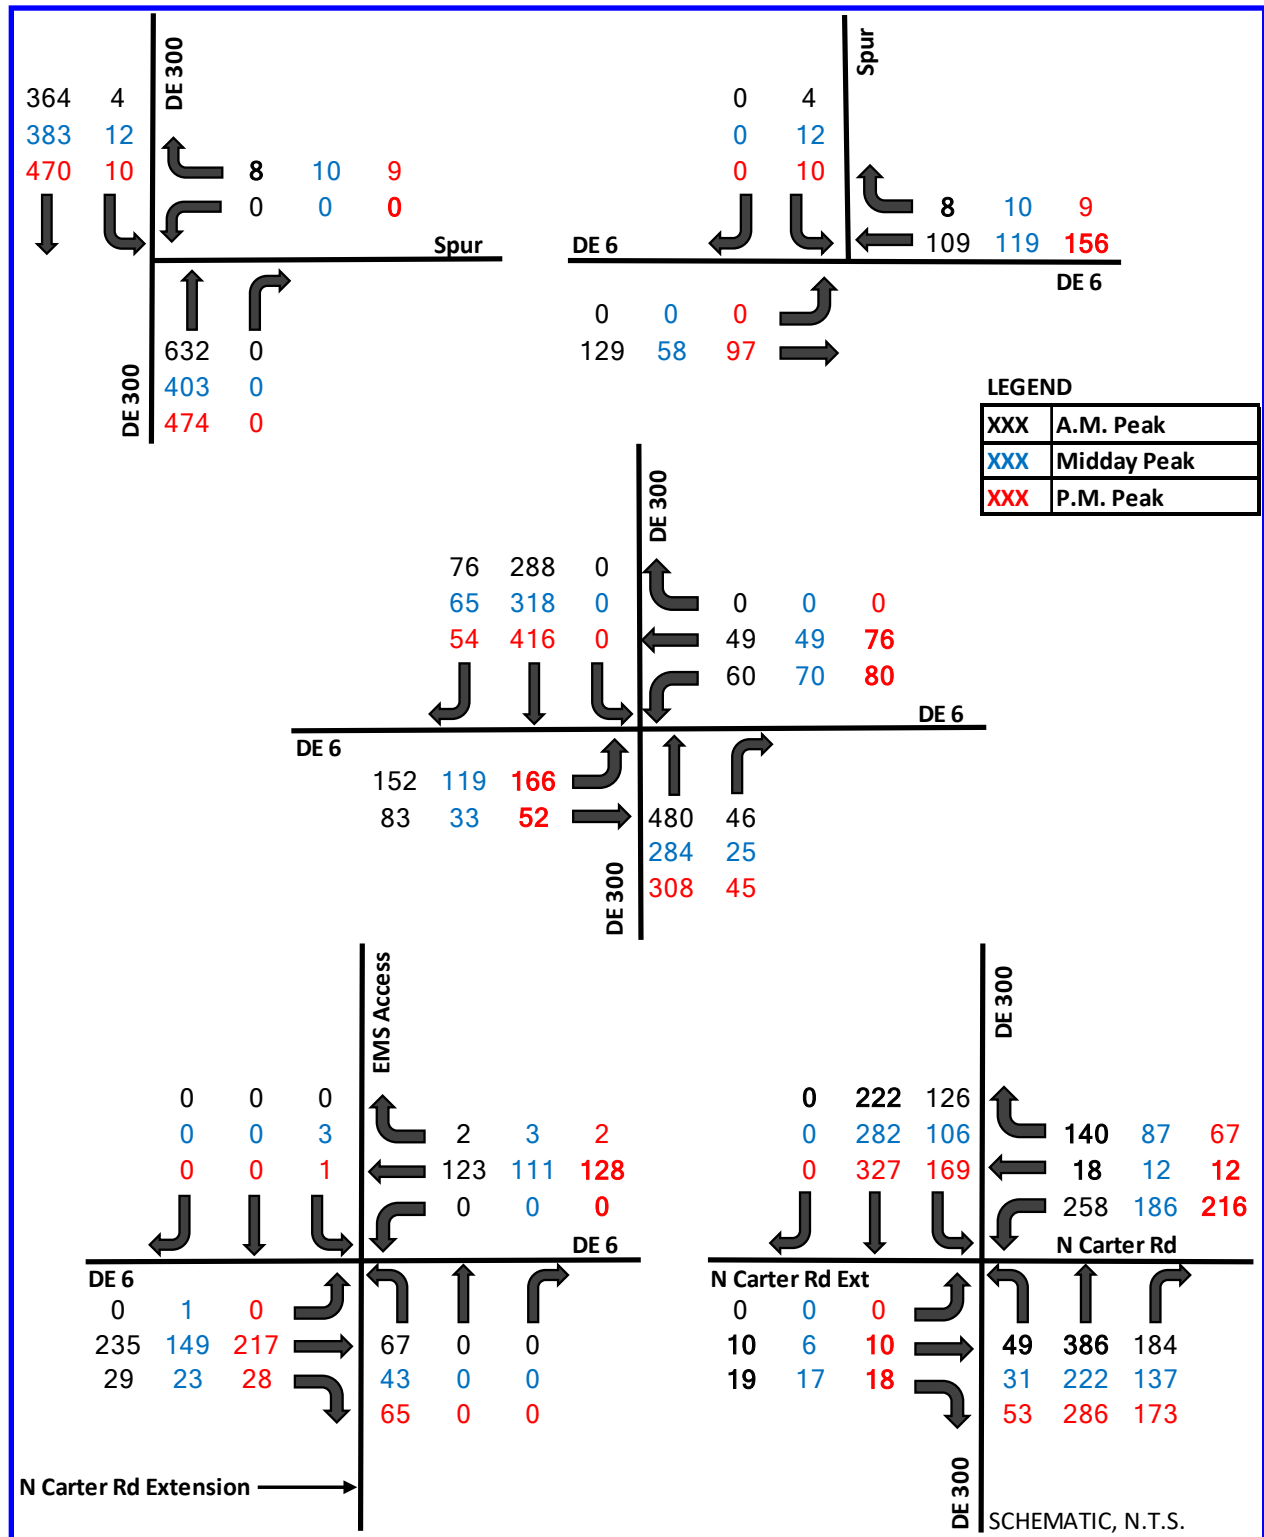 DE 300
364 4
383 12
470 10
8 10 9
0 0 0
Spur
632 0
403 0
474 0
DE 300
Spur
0 4
0 12
0 10
8 10 9
109 119 156
DE 6
DE 6
0 0 0
129 58 97
LEGEND
XXX A.M. Peak
XXX Midday Peak
XXX P.M. Peak
DE 300
76 288 0
65 318 0
54 416 0
0 0 0
49 49 76
60 70 80
DE 6
DE 6
152 119 166
83 33 52
480 46
284 25
308 45
DE 300
EMS Access
0 0 0
0 0 3
0 0 1
2 3 2
123 111 128
0 0 0
DE 6
DE 6
0 1 0
235 149 217
29 23 28
67 0 0
43 0 0
65 0 0
N Carter Rd Extension
DE 300
0 222 126
0 282 106
0 327 169
140 87 67
18 12 12
258 186 216
N Carter Rd
N Carter Rd Ext
0 0 0
10 6 10
19 17 18
49 386 184
31 222 137
53 286 173
DE 300
SCHEMATIC, N.T.S.